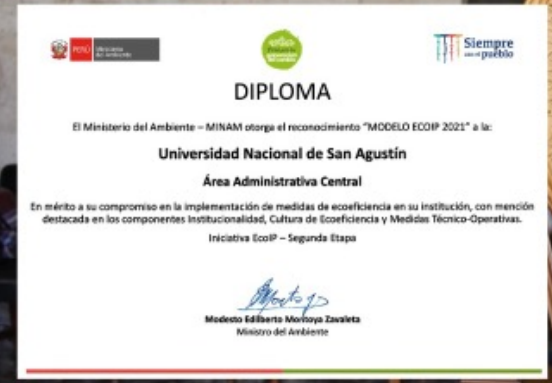 PERÚ
Ministerio
del Ambiente
Siempre
con el pueblo
DIPLOMA
El Ministerio del Ambiente – MINAM otorga el reconocimiento "MODELO ECOIP 2021" a la:
Universidad Nacional de San Agustín
Área Administrativa Central
En mérito a su compromiso en la implementación de medidas de ecoeficiencia en su institución, con mención
destacada en los componentes Institucionalidad, Cultura de Ecoeficiencia y Medidas Técnico-Operativas.
Iniciativa EcoIP – Segunda Etapa
Modesto Edilberto Montoya Zavaleta
Ministro del Ambiente